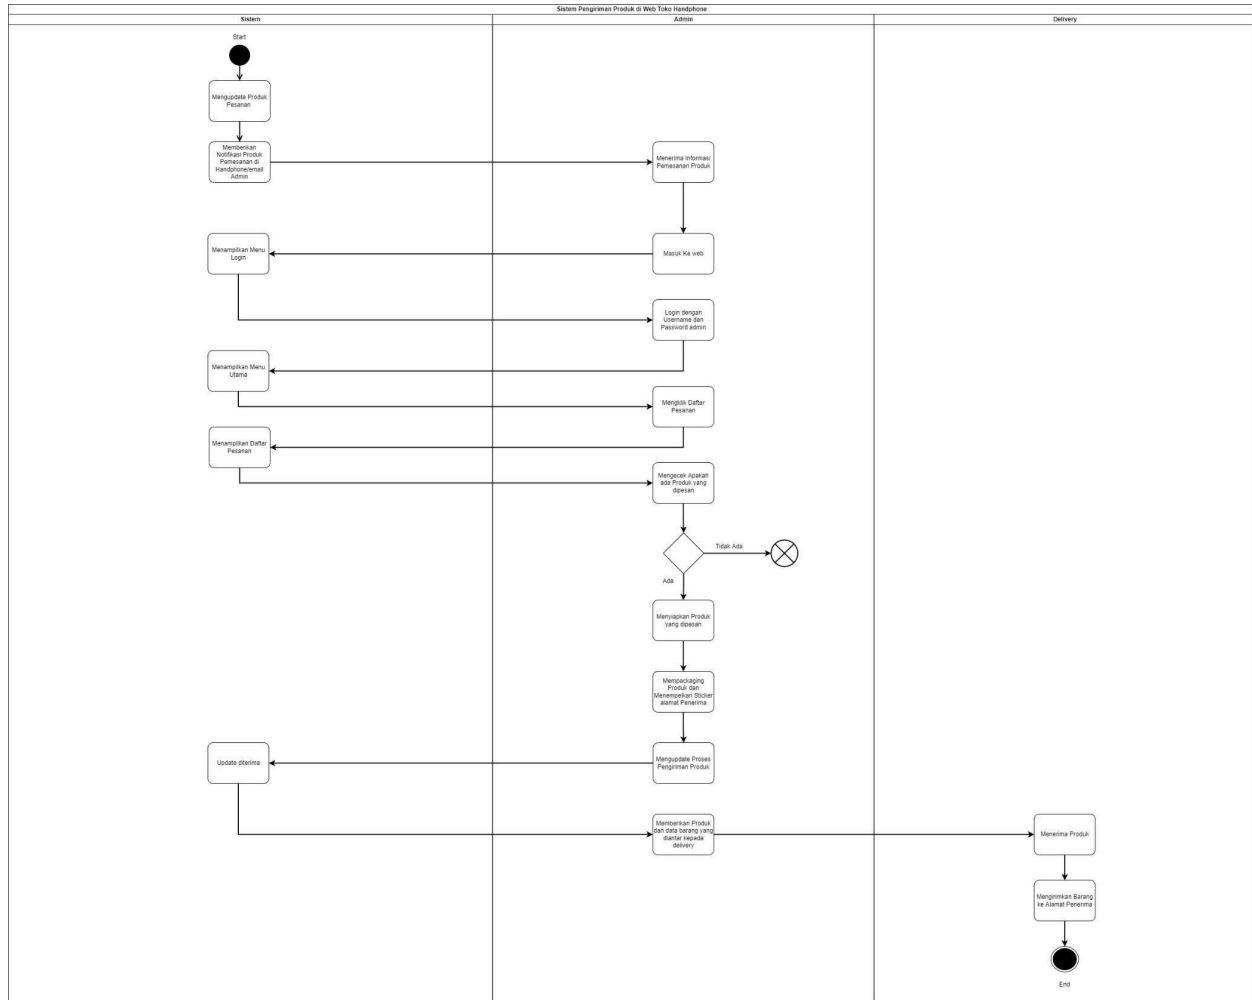 Sistem Pengiriman Produk di Web Toko Handphone
Sistem
Admin
Delivery
Start
Mengupdate Produk
Pesanan
Memberikan
Notifikasi Produk
Pemesanan di
Handphone/email
Admin
Menerima Informasi
Pemesanan Produk
Menampilkan Menu
Login
Masuk Ke web
Login dengan
Username dan
Password admin
Menampilkan Menu
Utama
Mengklik Daftar
Pesanan
Menampilkan Daftar
Pesanan
Mengecek Apakah
ada Produk yang
dipesan
Tidak Ada
Ada
Menyiapkan Produk
yang dipesan
Mempackaging
Produk dan
Menempelkan Sticker
alamat Penerima
Update diterima
Mengupdate Proses
Pengiriman Produk
Memberikan Produk
dan data barang yang
diantar kepada
delivery
Menerima Produk
Mengirimkan Barang
ke Alamat Penerima
End